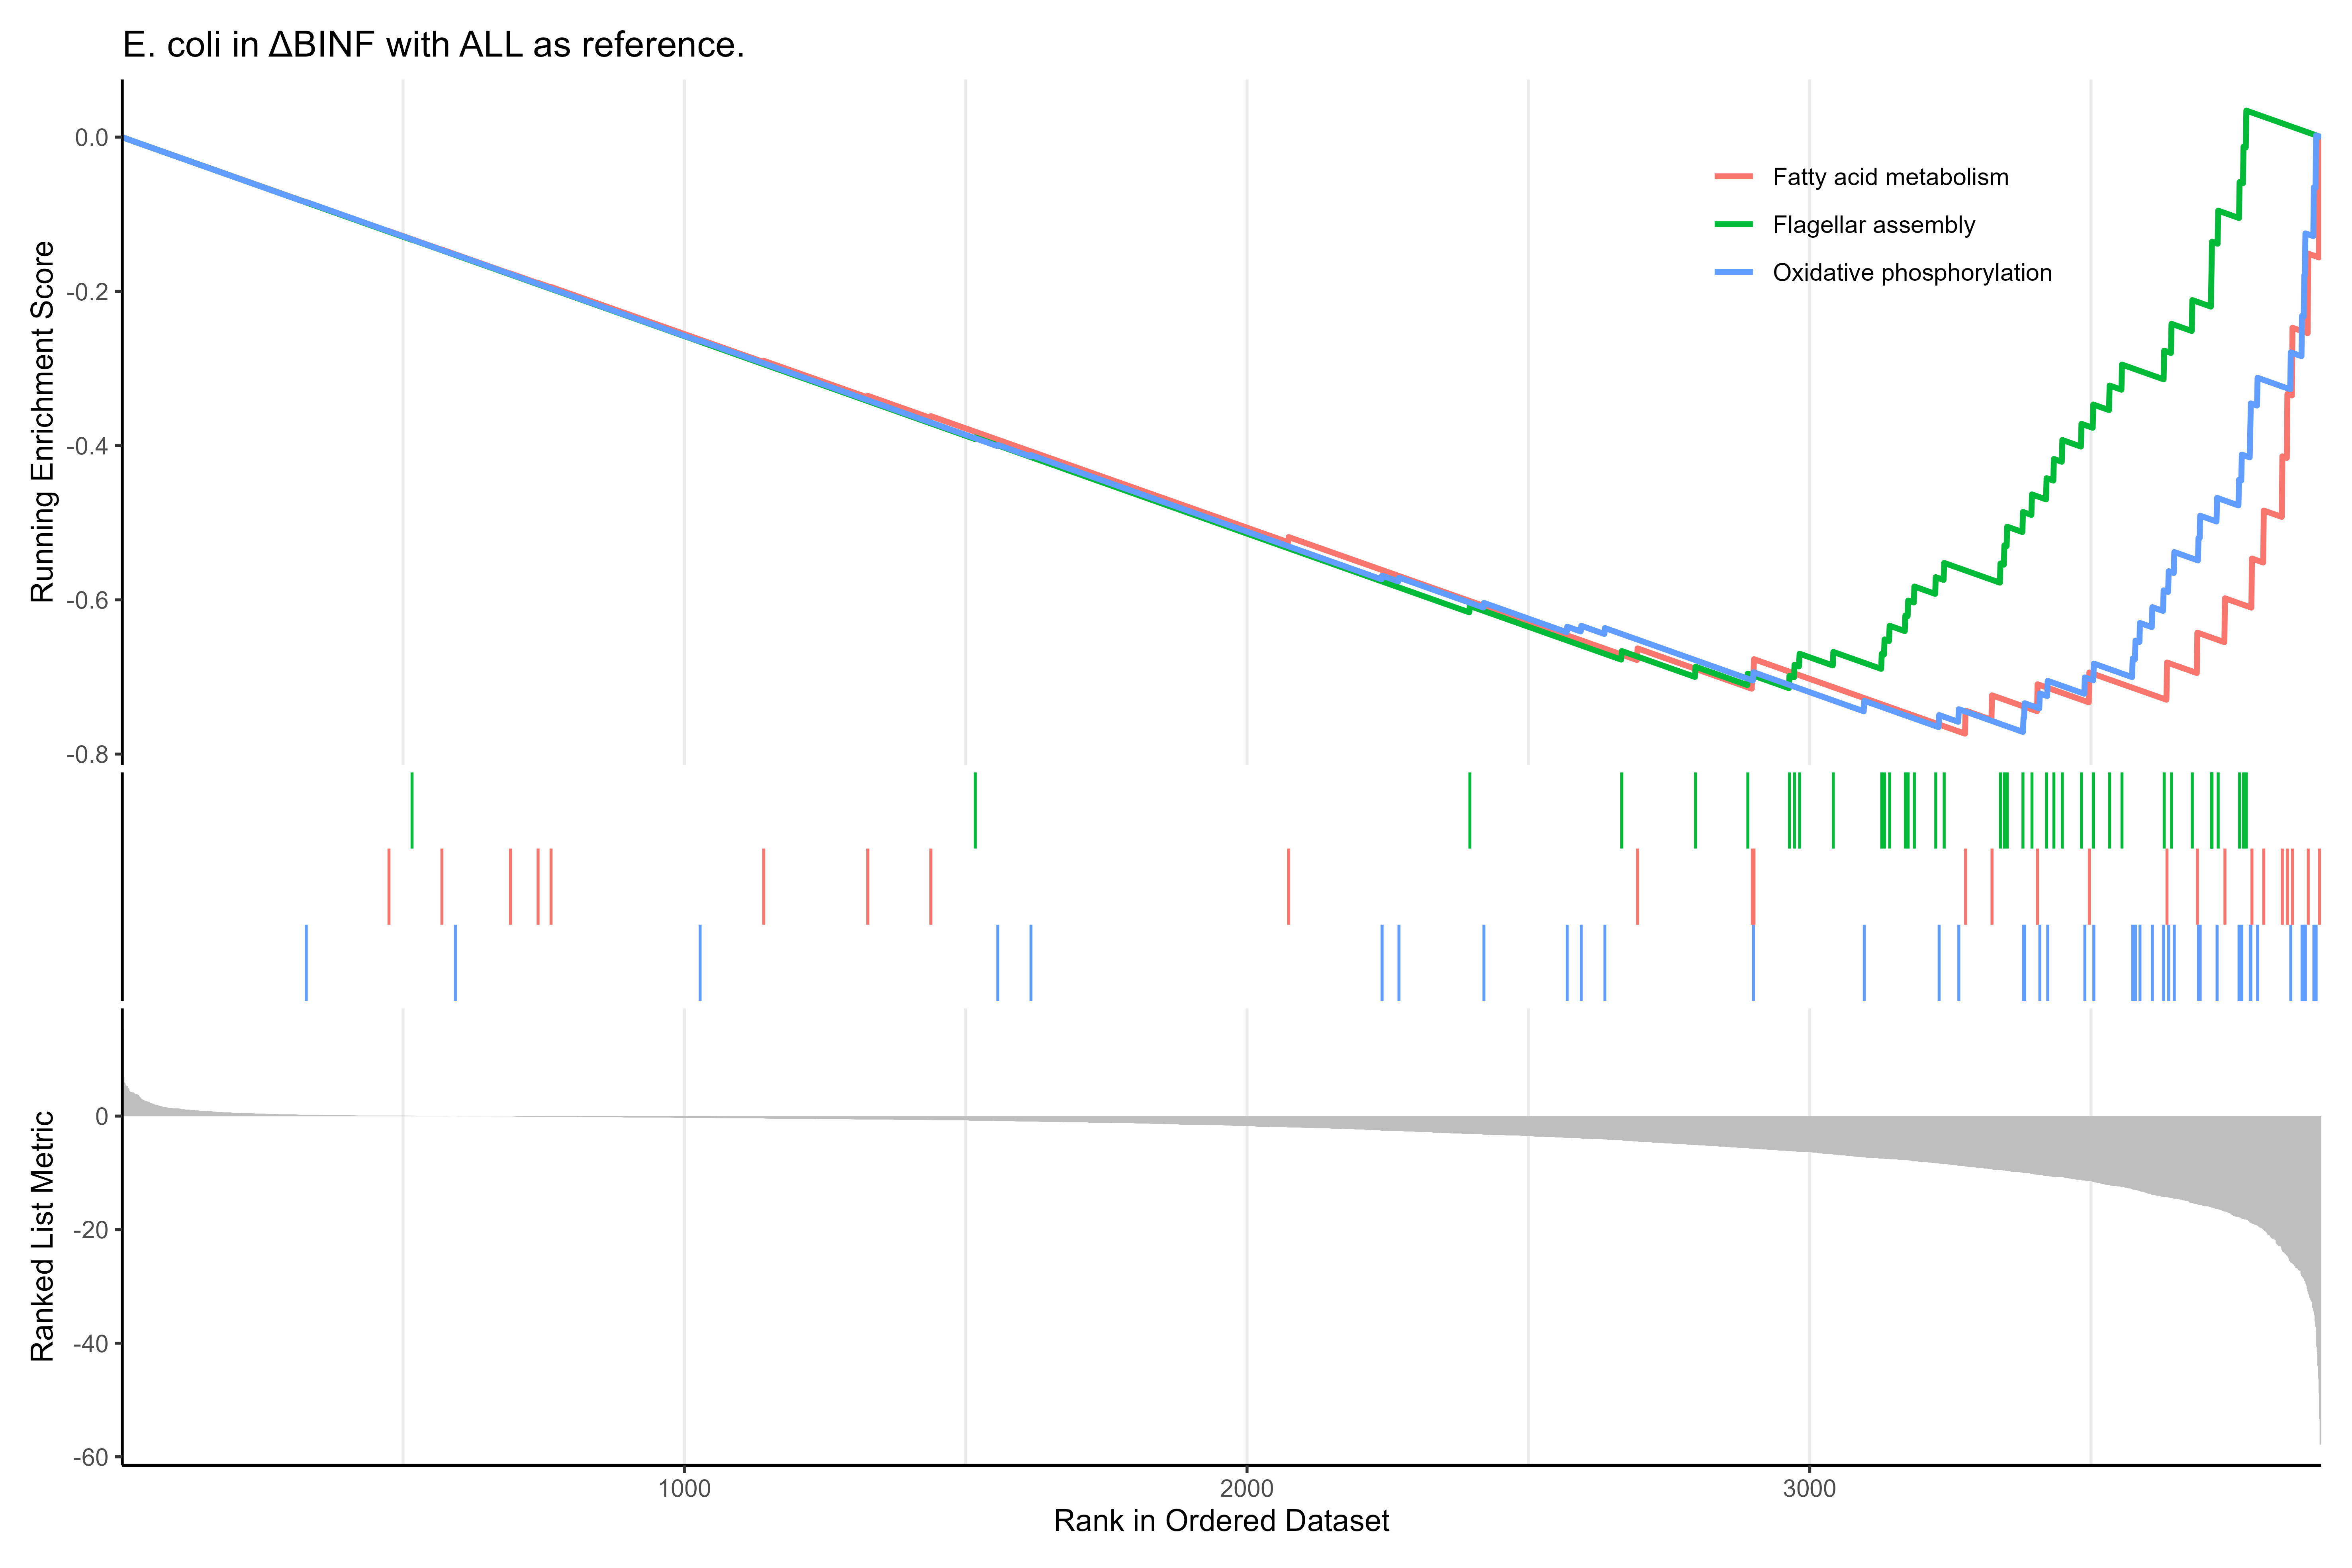 E. coli in ΔBINF with ALL as reference.
Running Enrichment Score
0.0
-0.2
-0.4
-0.6
-0.8
Fatty acid metabolism
Flagellar assembly
Oxidative phosphorylation
Ranked List Metric
0
-20
-40
-60
1000
2000
3000
Rank in Ordered Dataset